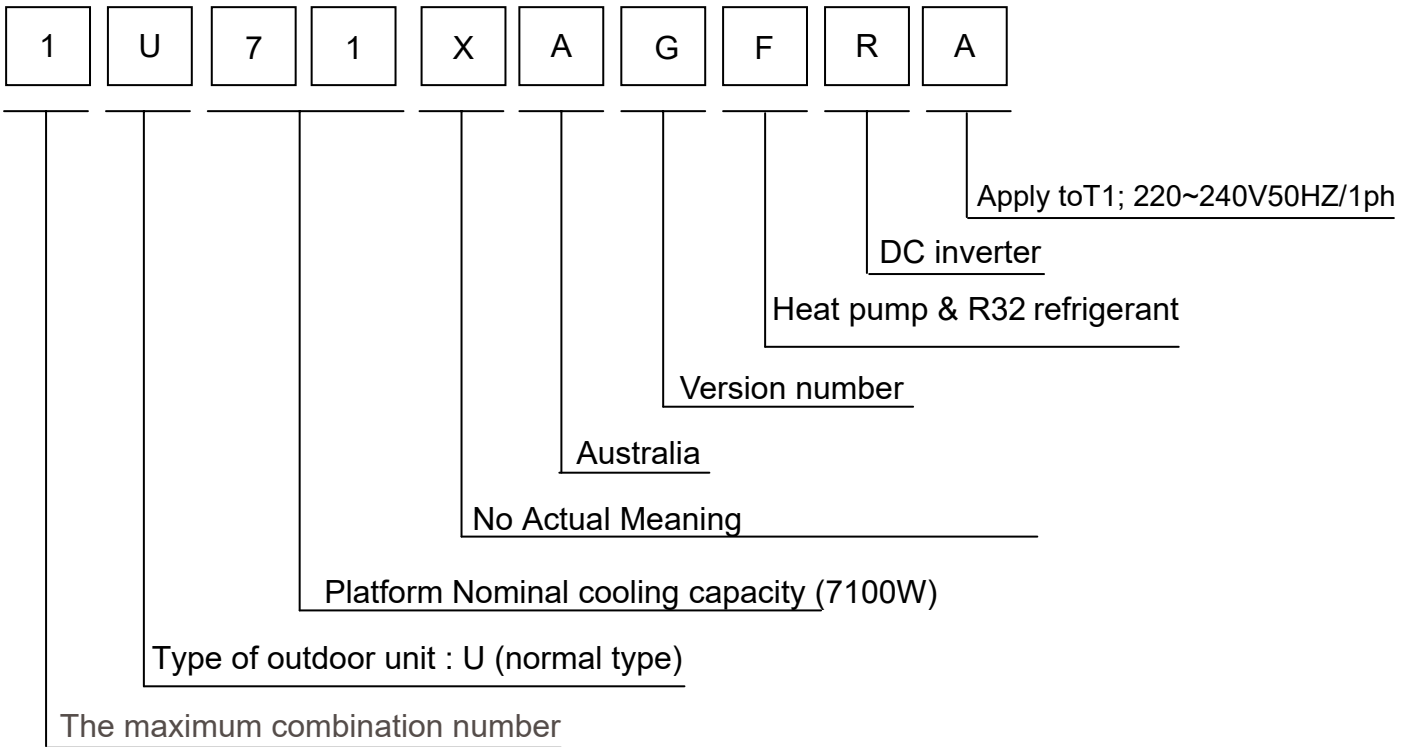 1 U 7 1 X A G F R A
Apply toT1; 220~240V50HZ/1ph
DC inverter
Heat pump & R32 refrigerant
Version number
Australia
No Actual Meaning
Platform Nominal cooling capacity (7100W)
Type of outdoor unit : U (normal type)
The maximum combination number